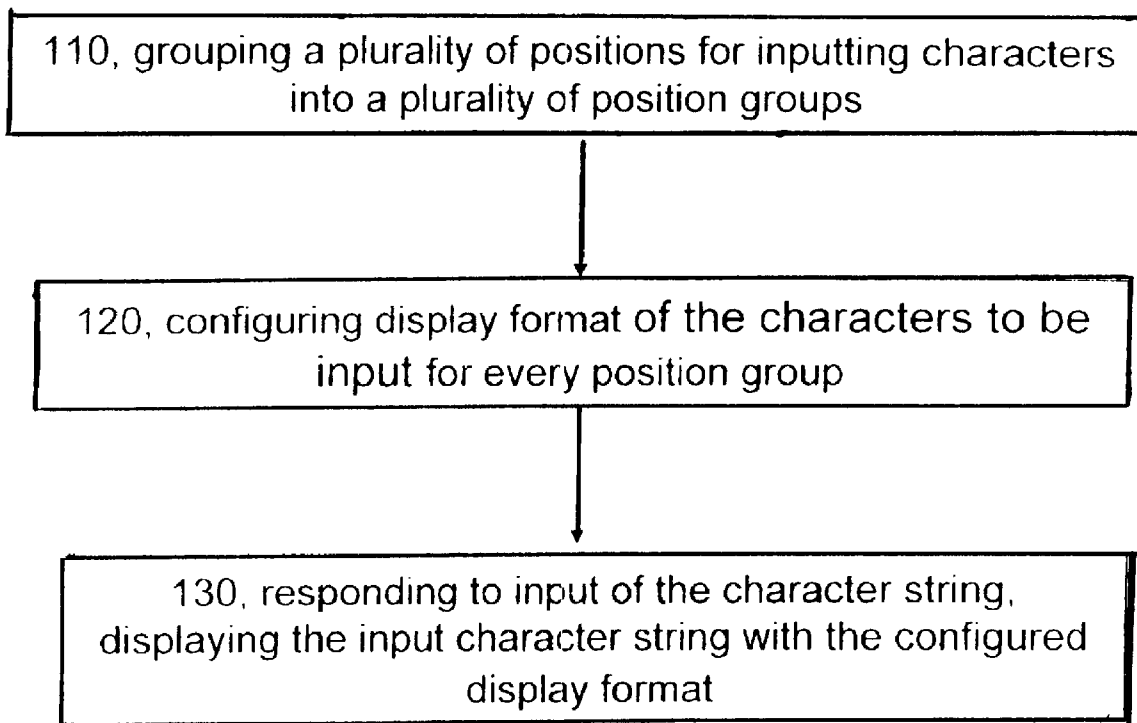 110, grouping a plurality of positions for inputting characters
into a plurality of position groups
120, configuring display format of the characters to be
input for every position group
130, responding to input of the character string,
displaying the input character string with the configured
display format